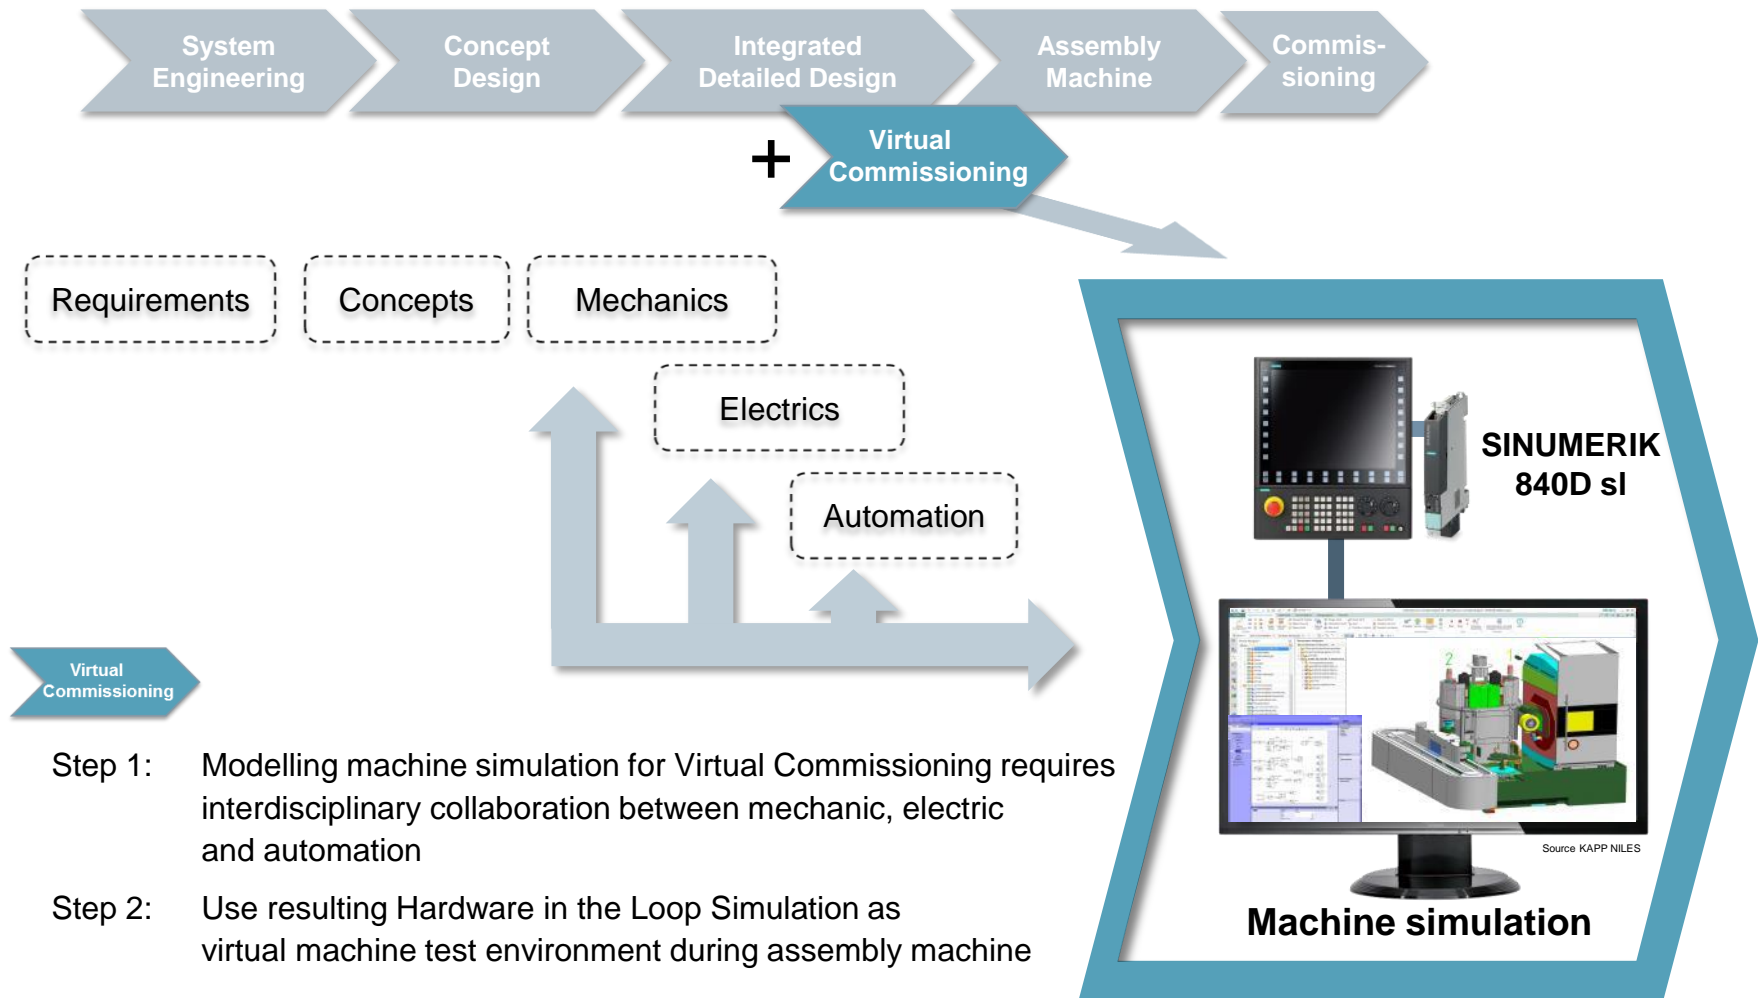 System
Engineering
Concept
Design
Integrated
Detailed Design
Assembly
Machine
Commis-
sioning
+
Virtual
Commissioning
Requirements
Concepts
Mechanics
Electrics
Automation
SINUMERIK
840D sl
2
1
Source KAPP NILES
Machine simulation
Virtual
Commissioning
Step 1: Modelling machine simulation for Virtual Commissioning requires
interdisciplinary collaboration between mechanic, electric
and automation
Step 2: Use resulting Hardware in the Loop Simulation as
virtual machine test environment during assembly machine